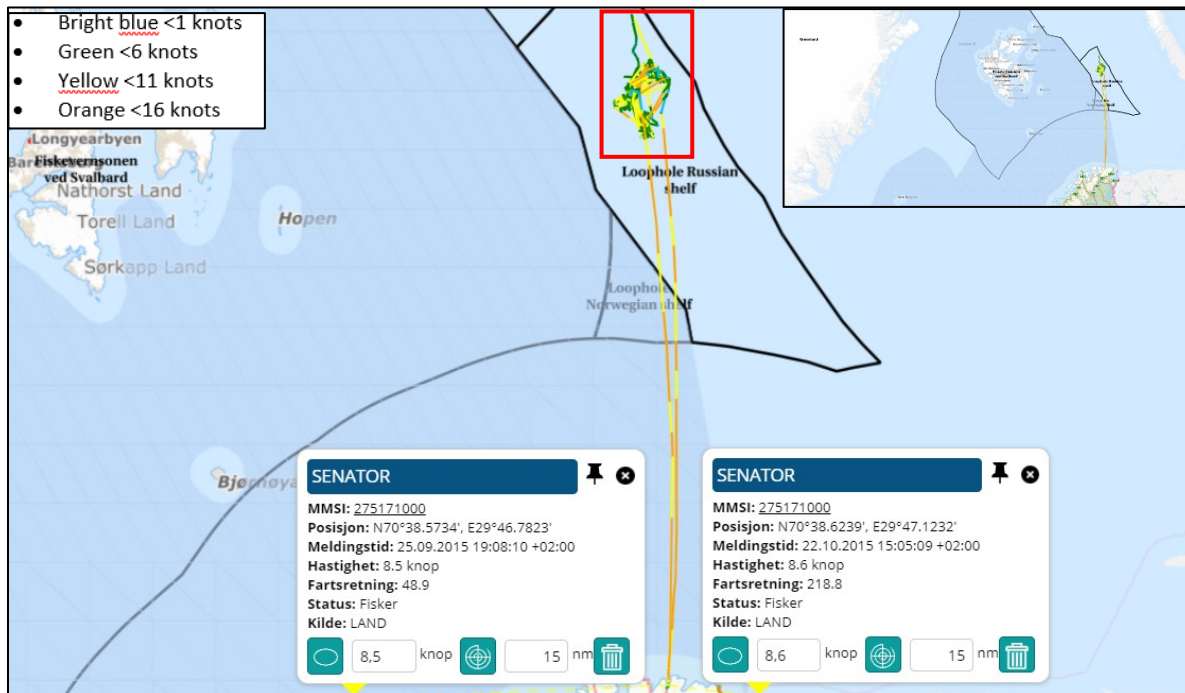 • Bright blue <1 knots
• Green <6 knots
• Yellow <11 knots
• Orange <16 knots
Longyearbyen
Fiskevernsonen
ved Svalbard
Nathorst Land
Torell Land
Sørkapp Land
Hopen
Loophole Russian
shelf
Loophole
Norwegian shelf
Bjørnøya
SENATOR
MMSI: 275171000
Posisjon: N70°38.5734', E29°46.7823'
Meldingstid: 25.09.2015 19:08:10 +02:00
Hastighet: 8.5 knop
Fartsretning: 48.9
Status: Fisker
Kilde: LAND
8,5 knop 15 nm
SENATOR
MMSI: 275171000
Posisjon: N70°38.6239', E29°47.1232'
Meldingstid: 22.10.2015 15:05:09 +02:00
Hastighet: 8.6 knop
Fartsretning: 218.8
Status: Fisker
Kilde: LAND
8,6 knop 15 nm